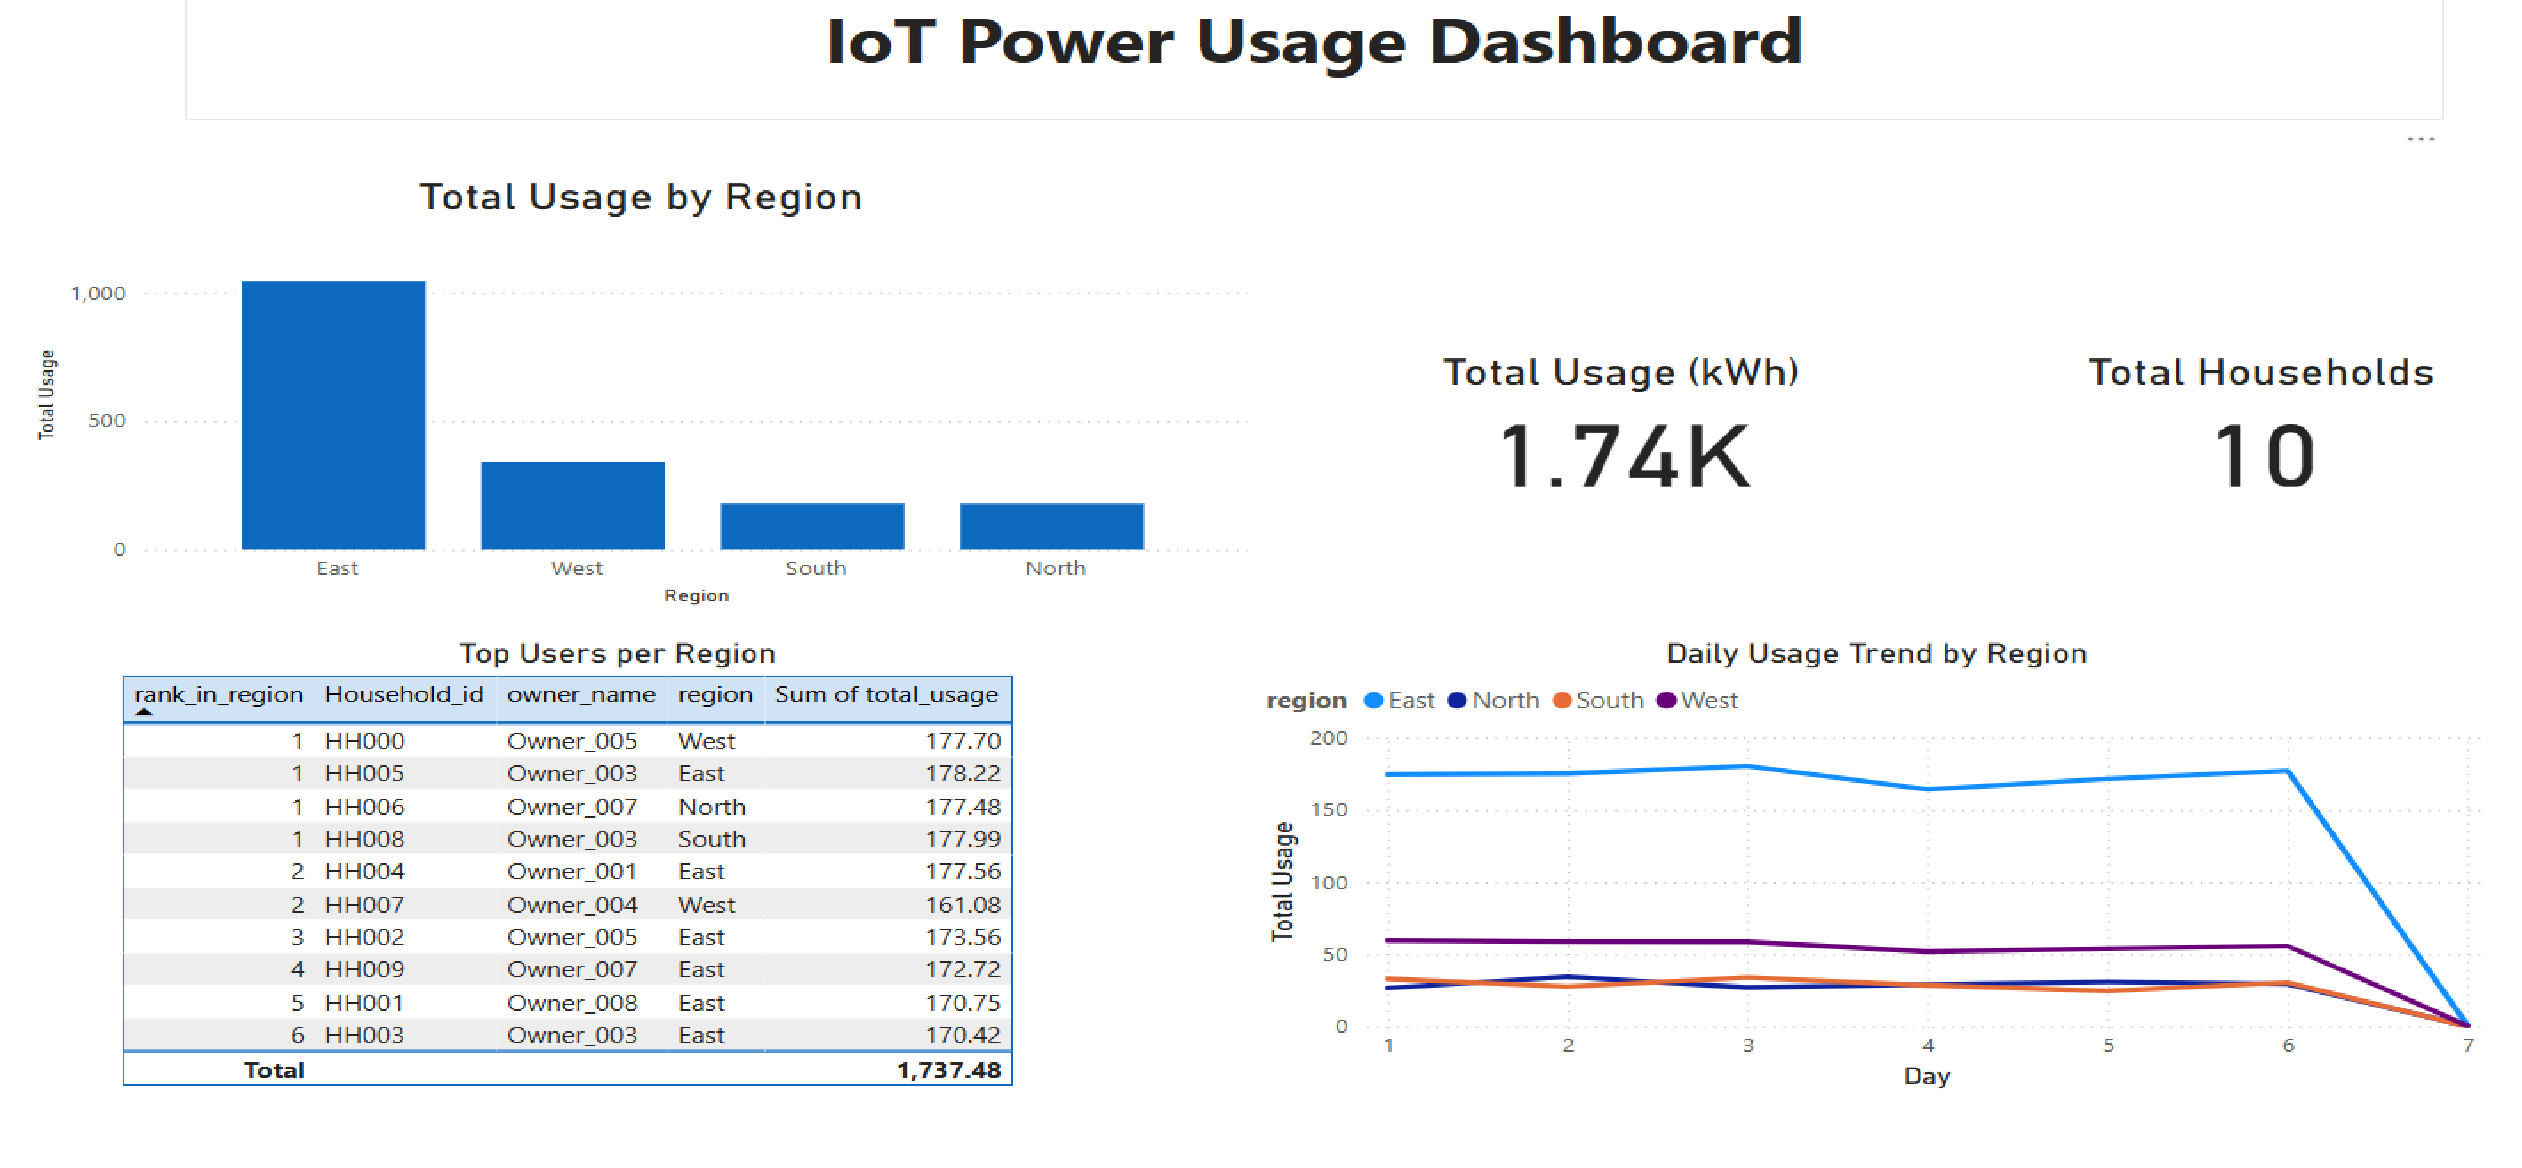 IoT Power Usage Dashboard
Total Usage by Region
1,000
500
0
Total Usage
East West South North
Region
Total Usage (kWh)
1.74K
Total Households
10
Top Users per Region
rank_in_region Household_id owner_name region Sum of total_usage
1 HH000 Owner_005 West 177.70
1 HH005 Owner_003 East 178.22
1 HH006 Owner_007 North 177.48
1 HH008 Owner_003 South 177.99
2 HH004 Owner_001 East 177.56
2 HH007 Owner_004 West 161.08
3 HH002 Owner_005 East 173.56
4 HH009 Owner_007 East 172.72
5 HH001 Owner_008 East 170.75
6 HH003 Owner_003 East 170.42
Total 1,737.48
Daily Usage Trend by Region
region East North South West
200
150
100
50
0
Total Usage
1 2 3 4 5 6 7
Day